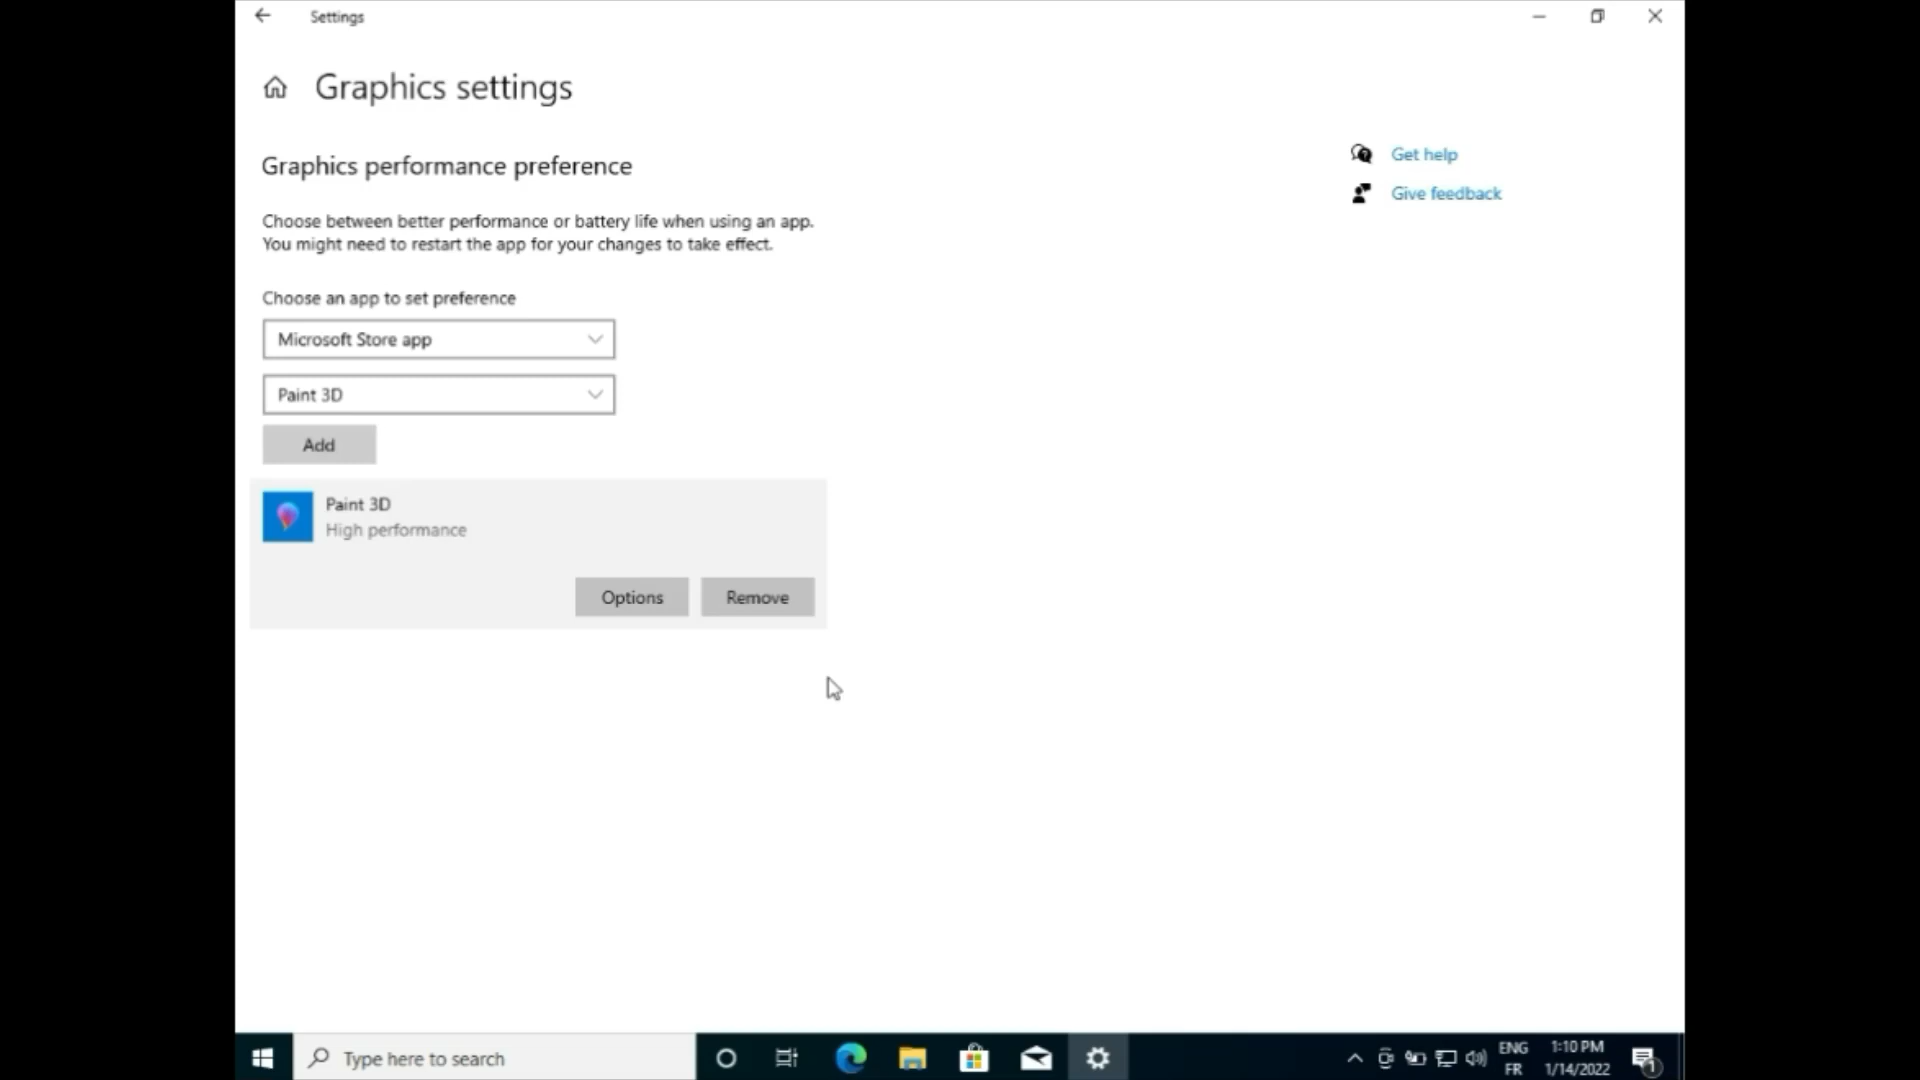 Settings
Graphics settings
Graphics performance preference
Get help
Give feedback
Choose between better performance or battery life when using an app.
You might need to restart the app for your changes to take effect.
Choose an app to set preference
Microsoft Store app
Paint 3D
Add
Paint 3D
High performance
Options
Remove
Type here to search
ENG
FR
1:10 PM
1/14/2022
1